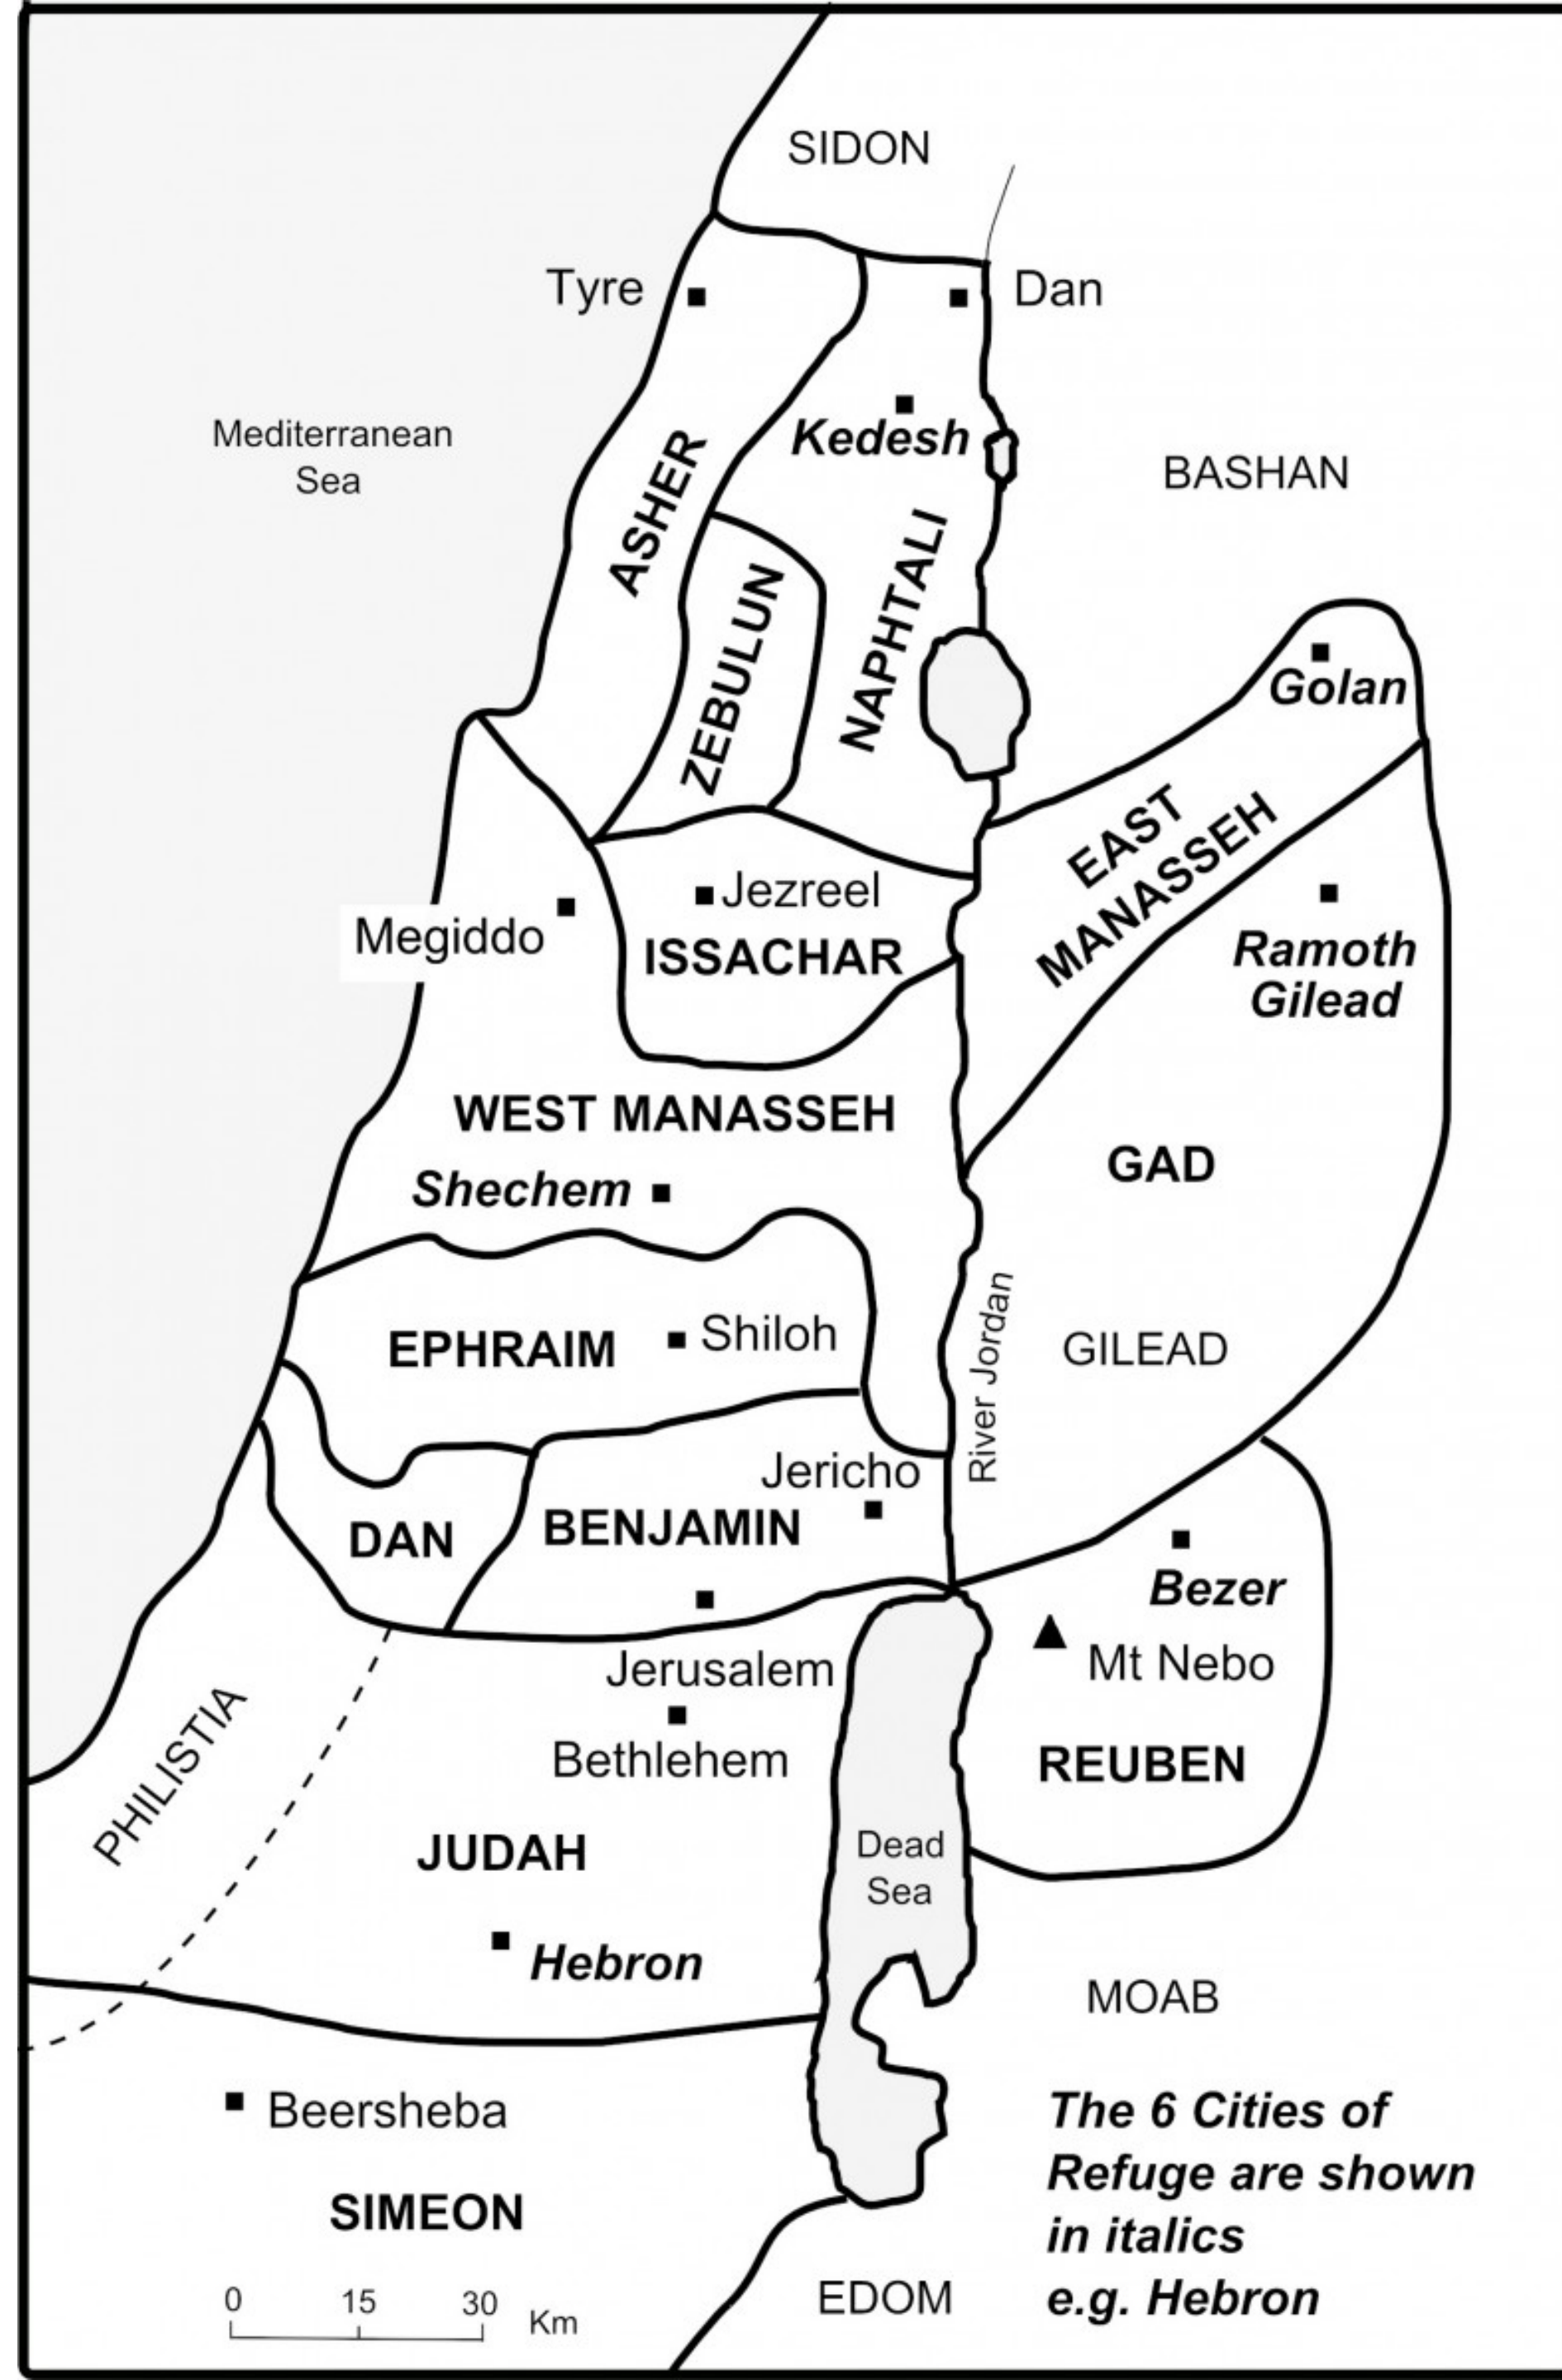 SIDON
Tyre
Dan
Mediterranean
Sea
Kedesh
BASHAN
ASHER
NAPHTALI
ZEBULUN
Golan
EAST
MANASSEH
Jezreel
Megiddo
ISSACHAR
Ramoth
Gilead
WEST MANASSEH
GAD
Shechem
River Jordan
EPHRAIM
Shiloh
GILEAD
Jericho
DAN
BENJAMIN
Bezer
Jerusalem
Mt Nebo
PHILISTIA
Bethlehem
REUBEN
JUDAH
Dead
Sea
Hebron
MOAB
Beersheba
The 6 Cities of
Refuge are shown
in italics
e.g. Hebron
SIMEON
EDOM
0 15 30 Km